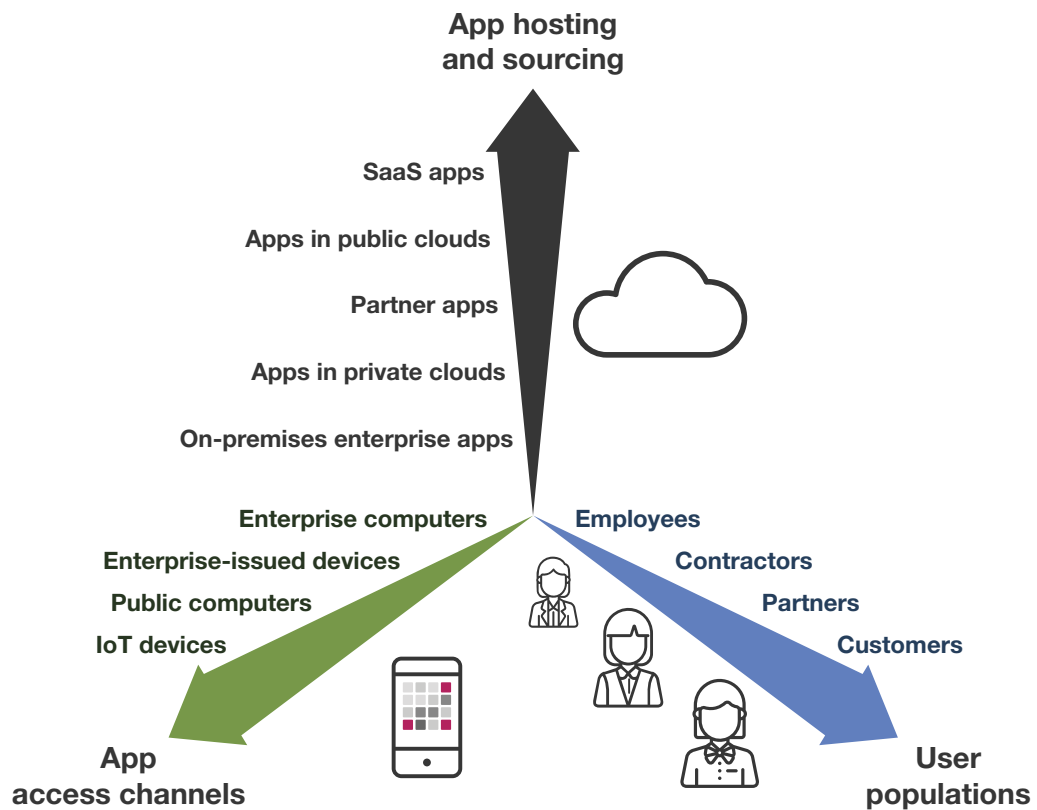 App hosting
and sourcing
SaaS apps
Apps in public clouds
Partner apps
Apps in private clouds
On-premises enterprise apps
Enterprise computers
Enterprise-issued devices
Public computers
IoT devices
Employees
Contractors
Partners
Customers
App
access channels
User
populations